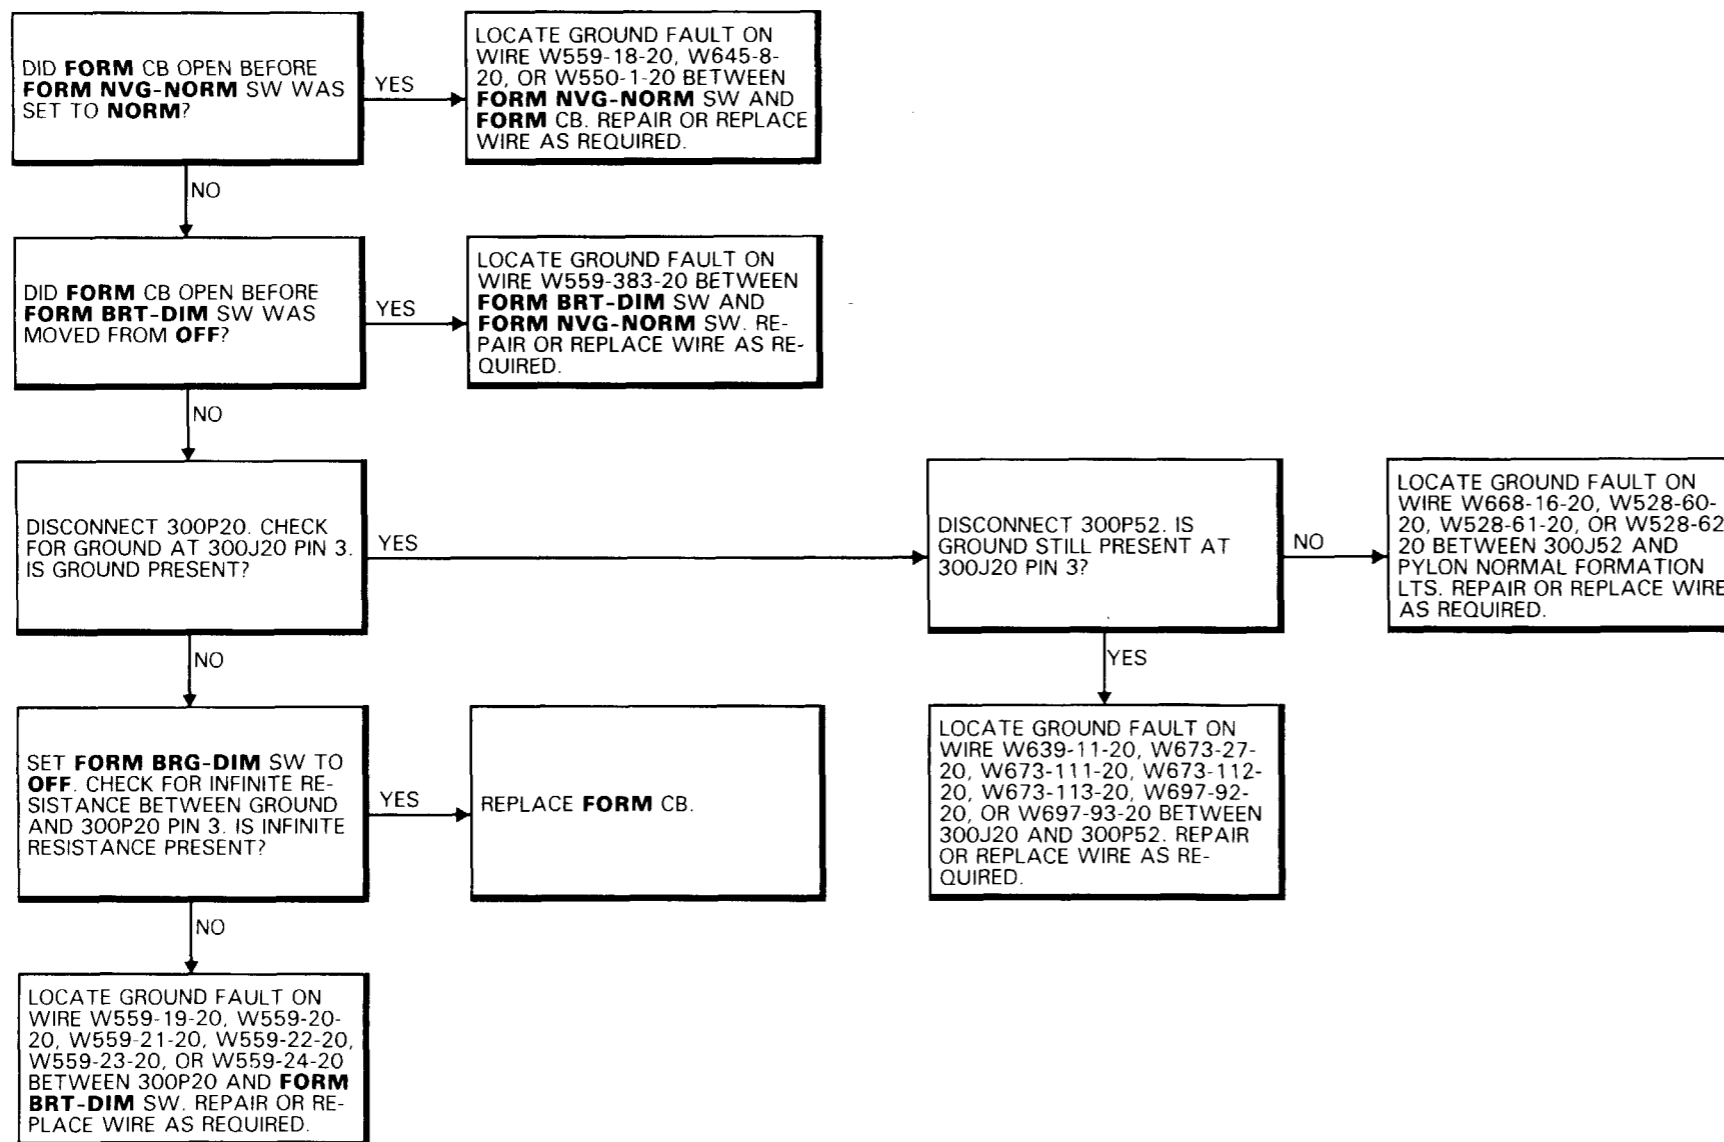 DID FORM CB OPEN BEFORE
FORM NVG-NORM SW WAS
SET TO NORM?
YES
LOCATE GROUND FAULT ON
WIRE W559-18-20, W645-8-
20, OR W550-1-20 BETWEEN
FORM NVG-NORM SW AND
FORM CB. REPAIR OR REPLACE
WIRE AS REQUIRED.
NO
DID FORM CB OPEN BEFORE
FORM BRT-DIM SW WAS
MOVED FROM OFF?
YES
LOCATE GROUND FAULT ON
WIRE W559-383-20 BETWEEN
FORM BRT-DIM SW AND
FORM NVG-NORM SW. RE-
PAIR OR REPLACE WIRE AS RE-
QUIRED.
NO
DISCONNECT 300P20. CHECK
FOR GROUND AT 300J20 PIN 3.
IS GROUND PRESENT?
YES
DISCONNECT 300P52. IS
GROUND STILL PRESENT AT
300J20 PIN 3?
NO
LOCATE GROUND FAULT ON
WIRE W668-16-20, W528-60-
20, W528-61-20, OR W528-62
20 BETWEEN 300J52 AND
PYLON NORMAL FORMATION
LTS. REPAIR OR REPLACE WIRE
AS REQUIRED.
NO
YES
SET FORM BRG-DIM SW TO
OFF. CHECK FOR INFINITE RE-
SISTANCE BETWEEN GROUND
AND 300P20 PIN 3. IS INFINITE
RESISTANCE PRESENT?
YES
REPLACE FORM CB.
LOCATE GROUND FAULT ON
WIRE W639-11-20, W673-27-
20, W673-111-20, W673-112-
20, W673-113-20, W697-92-
20, OR W697-93-20 BETWEEN
300J20 AND 300P52. REPAIR
OR REPLACE WIRE AS RE-
QUIRED.
NO
LOCATE GROUND FAULT ON
WIRE W559-19-20, W559-20-
20, W559-21-20, W559-22-20,
W559-23-20, OR W559-24-20
BETWEEN 300P20 AND FORM
BRT-DIM SW. REPAIR OR RE-
PLACE WIRE AS REQUIRED.